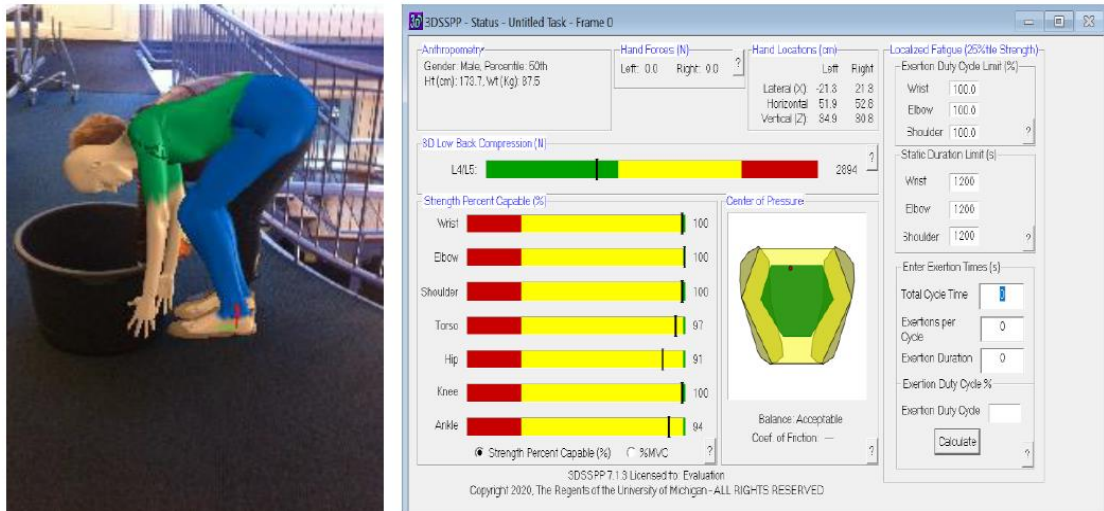 3D 3DSSPP - Status - Untitled Task - Frame 0
Anthropometry
Gender: Male, Percentile: 50th
Ht (cm): 173.7, Wt (Kg): 87.5
Hand Forces (N)
Left: 0.0 Right: 0.0
?
Hand Locations (cm)
Left Right
Lateral (X): -21.8 21.8
Horizontal 51.9 52.8
Vertical (Z): 34.9 30.8
3D Low Back Compression (N)
?
L4/L5: 2894
Strength Percent Capable (%)
Wrist 100
Elbow 100
Shoulder 100
Torso 97
Hip 91
Knee 100
Ankle 94
Strength Percent Capable (%) %MVC
?
Center of Pressure
Balance: Acceptable
Coef. of Friction: ---
?
Localized Fatigue (25%tile Strength)
Exertion Duty Cycle Limit (%)
Wrist 100.0
Elbow 100.0
Shoulder 100.0
?
Static Duration Limit (s)
Wrist 1200
Elbow 1200
Shoulder 1200
?
Enter Exertion Times (s)
Total Cycle Time 0
Exertions per
Cycle 0
Exertion Duration 0
Exertion Duty Cycle %
Exertion Duty Cycle
Calculate
?
3DSSPP 7.1.3 Licensed to: Evaluation
Copyright 2020, The Regents of the University of Michigan - ALL RIGHTS RESERVED